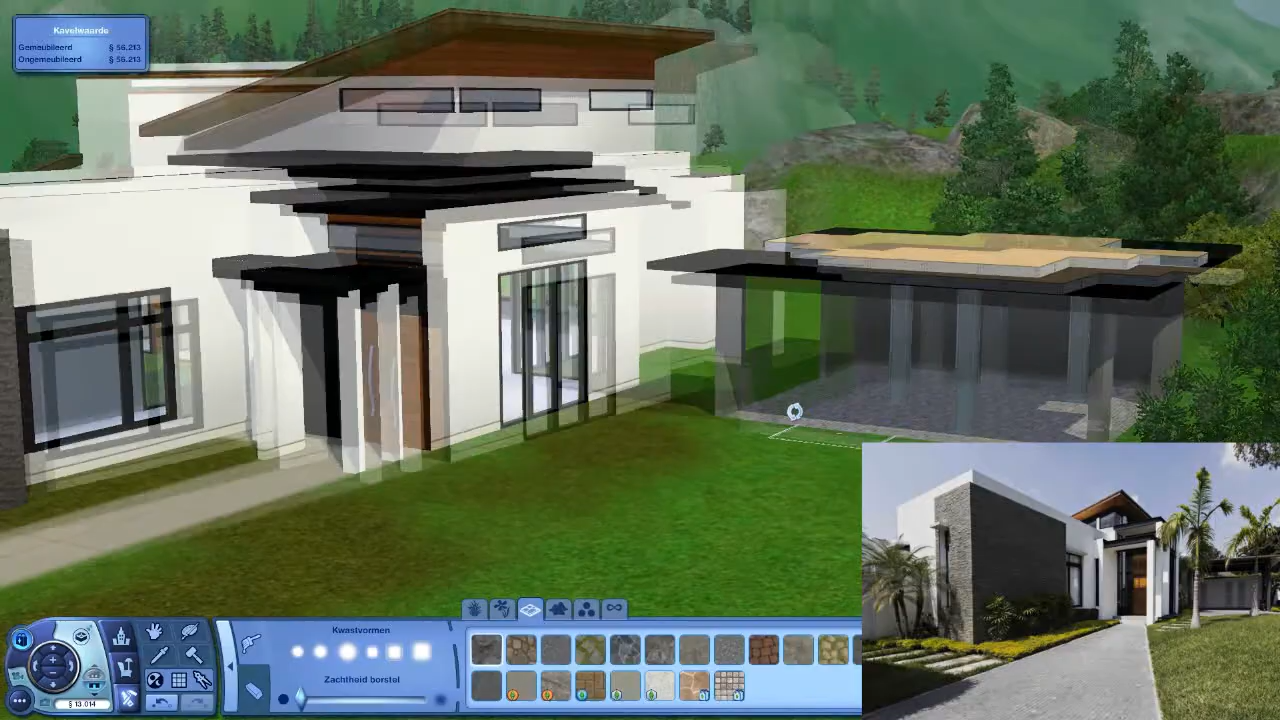 Kavelwaarde
Gemeubileerd § 56.213
Ongemeubileerd § 56.213
Kwastvormen
Zachtheid borstel
§ 13.014